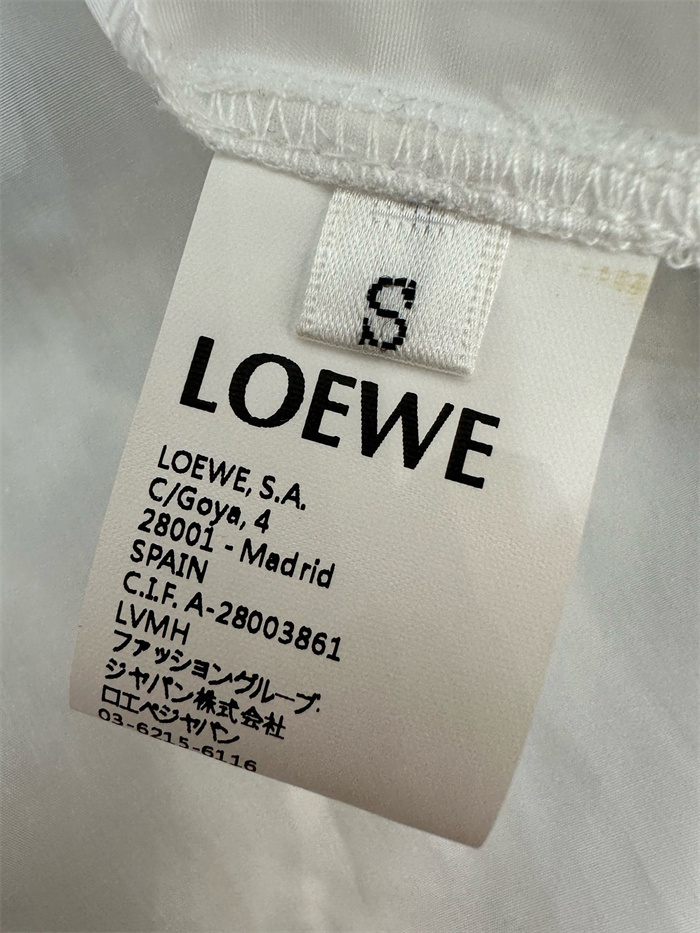 S
LOEWE
LOEWE, S.A.
C/Goya, 4
28001 - Madrid
SPAIN
C.I.F. A-28003861
LVMH
ファッショングループ.
ジャパン株式会社
ロエベジャパン
03-6215-6116